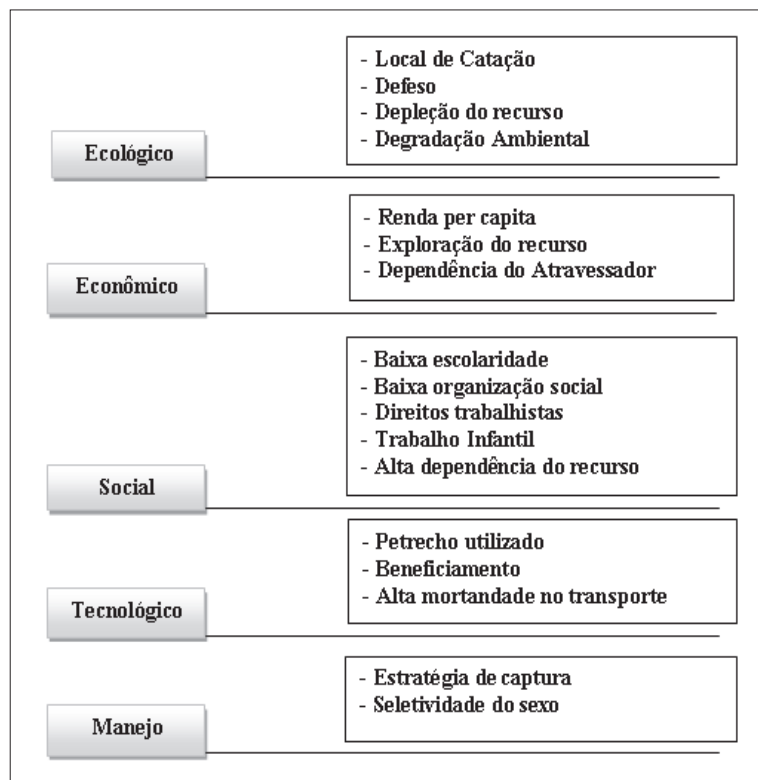 - Local de Catação
- Defeso
- Depleção do recurso
- Degradação Ambiental
Ecológico
- Renda per capita
- Exploração do recurso
- Dependência do Atravessador
Econômico
- Baixa escolaridade
- Baixa organização social
- Direitos trabalhistas
- Trabalho Infantil
- Alta dependência do recurso
Social
- Petrecho utilizado
- Beneficiamento
- Alta mortandade no transporte
Tecnológico
- Estratégia de captura
- Seletividade do sexo
Manejo